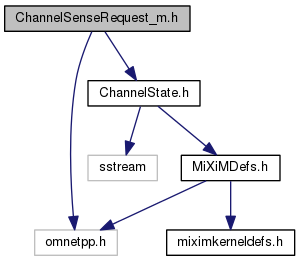 ChannelSenseRequest_m.h
ChannelState.h
sstream
MiXiMDefs.h
omnetpp.h
miximkerneldefs.h